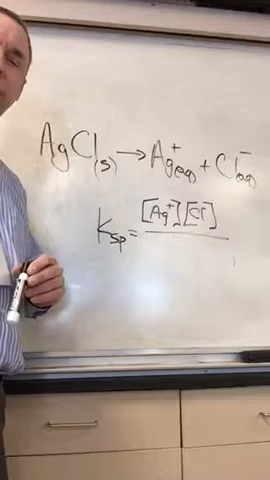 AgCl(s) → Ag⁺(aq) + Cl⁻(aq)
Ksp = [Ag⁺][Cl⁻]